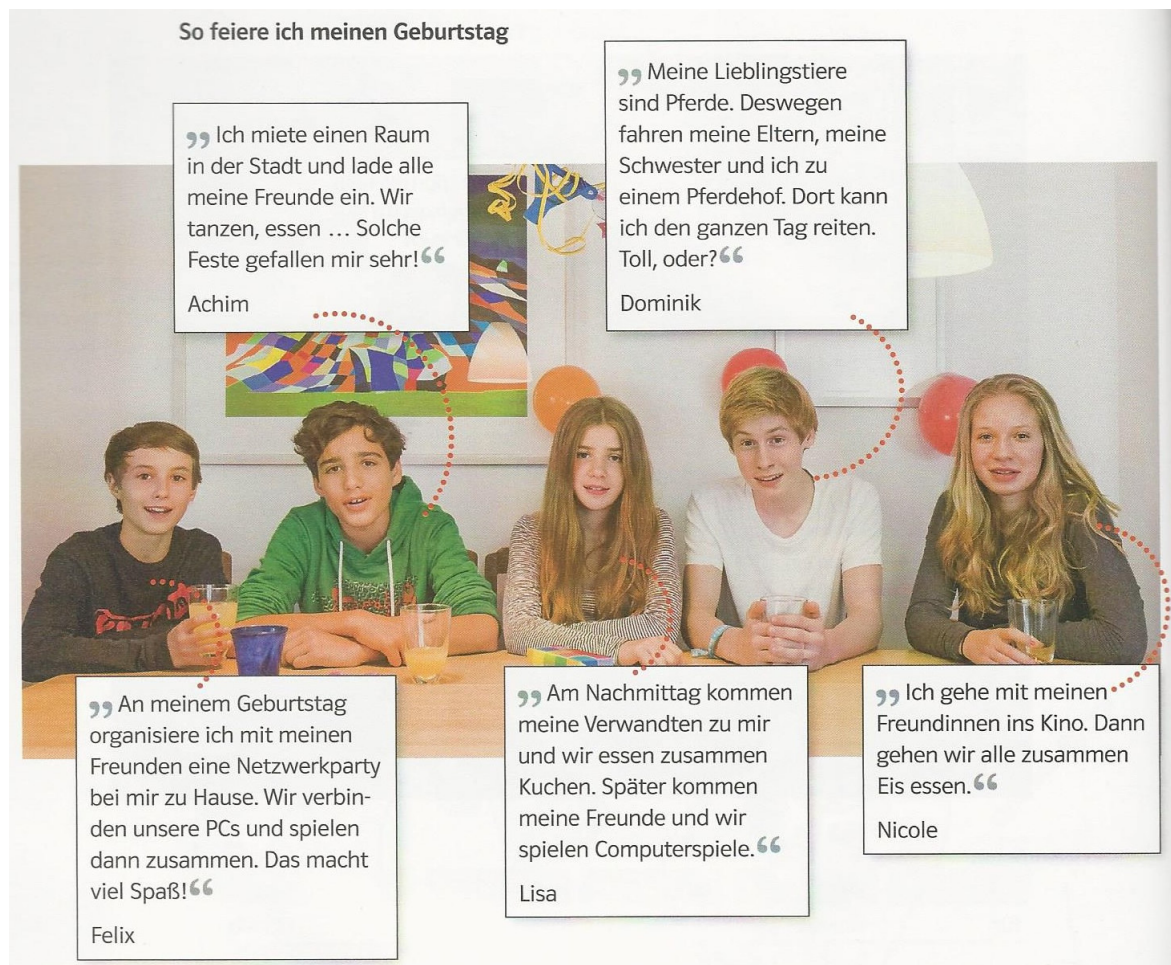 So feiere ich meinen Geburtstag
„ Ich miete einen Raum
in der Stadt und lade alle
meine Freunde ein. Wir
tanzen, essen … Solche
Feste gefallen mir sehr! “
Achim
„ Meine Lieblingstiere
sind Pferde. Deswegen
fahren meine Eltern, meine
Schwester und ich zu
einem Pferdehof. Dort kann
ich den ganzen Tag reiten.
Toll, oder? “
Dominik
„ An meinem Geburtstag
organisiere ich mit meinen
Freunden eine Netzwerkparty
bei mir zu Hause. Wir verbin-
den unsere PCs und spielen
dann zusammen. Das macht
viel Spaß! “
Felix
„ Am Nachmittag kommen
meine Verwandten zu mir
und wir essen zusammen
Kuchen. Später kommen
meine Freunde und wir
spielen Computerspiele. “
Lisa
„ Ich gehe mit meinen
Freundinnen ins Kino. Dann
gehen wir alle zusammen
Eis essen. “
Nicole